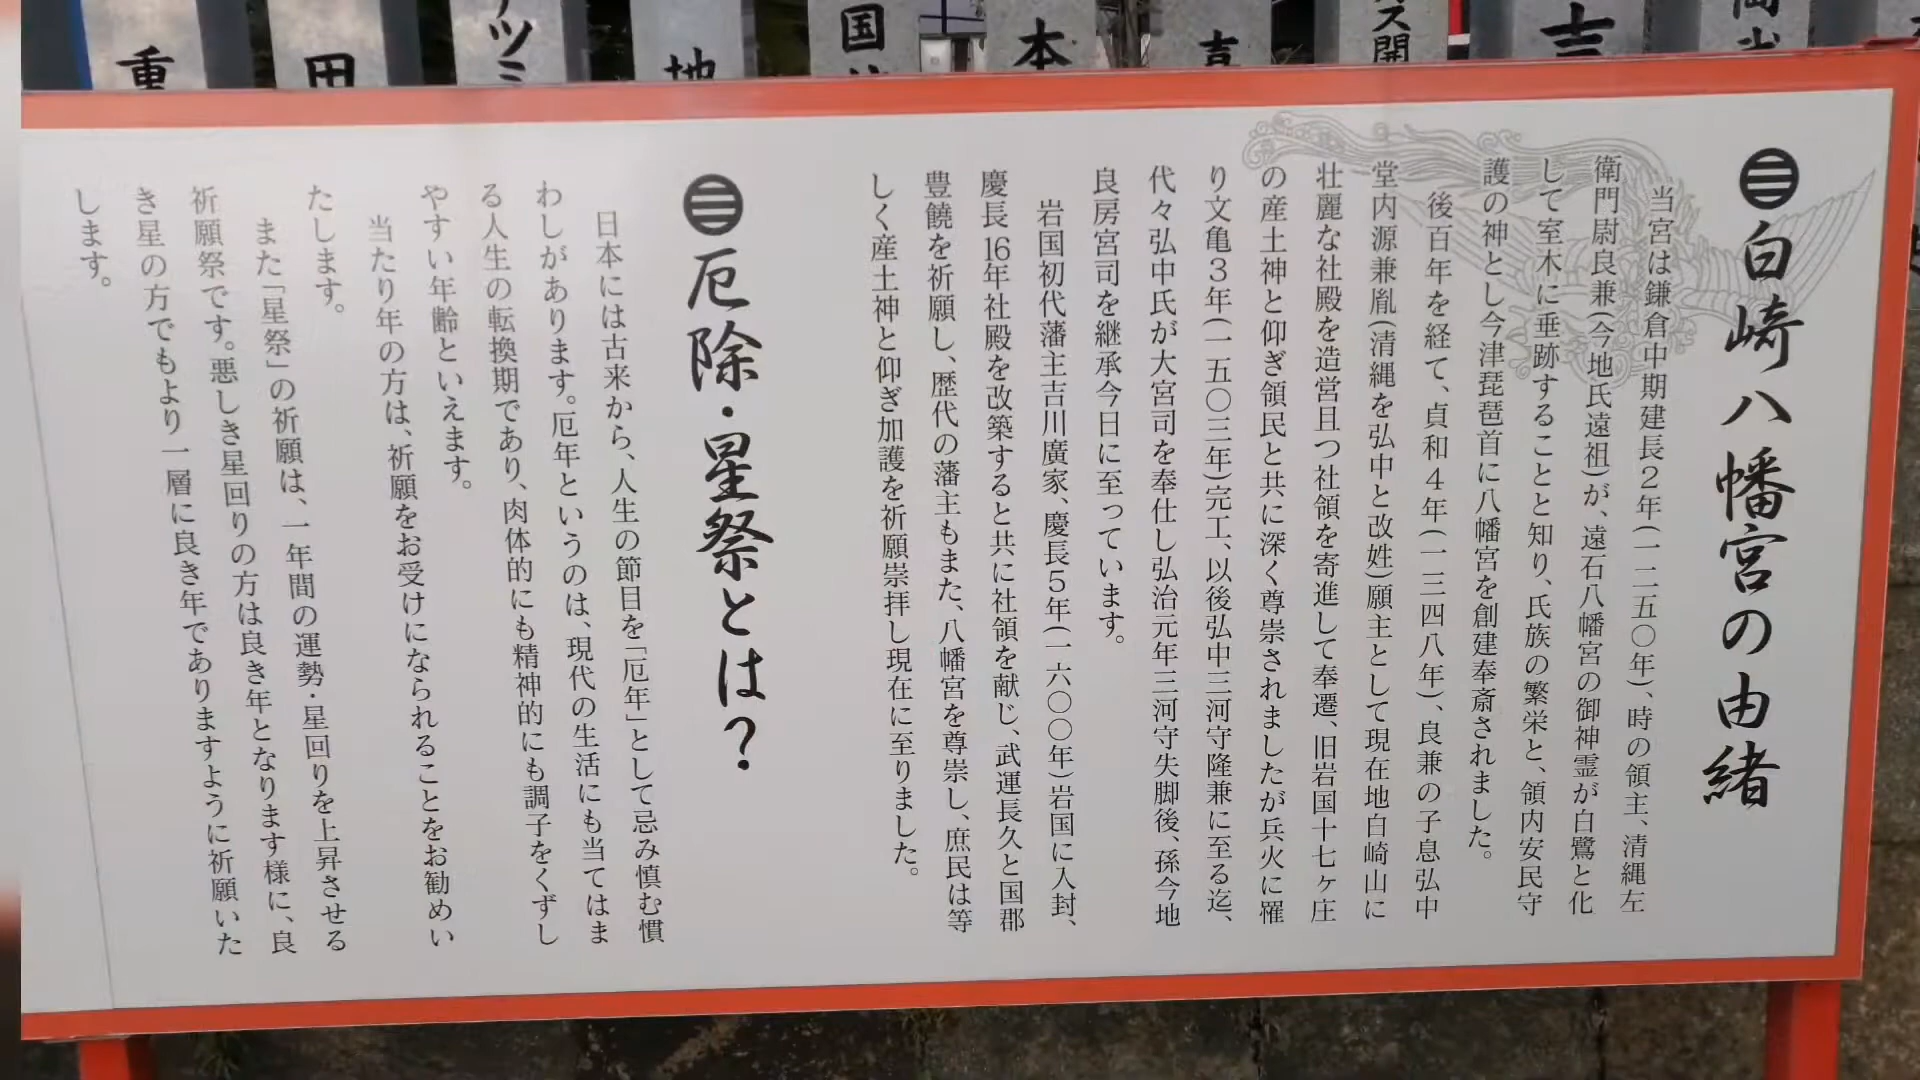 白崎八幡宮の由緒
当宮は鎌倉中期建長2年(一二五〇年)、時の領主、清縄左
衛門尉良兼(今地氏遠祖)が、遠石八幡宮の御神霊が白鷺と化
して室木に垂跡することと知り、氏族の繁栄と、領内安民守
護の神とし今津琵琶首に八幡宮を創建奉斎されました。
後百年を経て、貞和4年(一三四八年)、良兼の子息弘中
堂内源兼胤(清縄を弘中と改姓)願主として現在地白崎山に
壮麗な社殿を造営且つ社領を寄進して奉遷、旧岩国十七ヶ庄
の産土神と仰ぎ領民と共に深く尊崇されましたが兵火に罹
り文亀3年(一五〇三年)完工、以後弘中三河守隆兼に至る迄、
代々弘中氏が大宮司を奉仕し弘治元年三河守失脚後、孫今地
良房宮司を継承今日に至っています。
岩国初代藩主吉川廣家、慶長5年(一六〇〇年)岩国に入封、
慶長16年社殿を改築すると共に社領を献じ、武運長久と国郡
豊饒を祈願し、歴代の藩主もまた、八幡宮を尊崇し、庶民は等
しく産土神と仰ぎ加護を祈願崇拝し現在に至りました。
厄除・星祭とは?
日本には古来から、人生の節目を「厄年」として忌み慎む慣
わしがあります。厄年というのは、現代の生活にも当てはま
る人生の転換期であり、肉体的にも精神的にも調子をくずし
やすい年齢といえます。
当たり年の方は、祈願をお受けになられることをお勧めい
たします。
また「星祭」の祈願は、一年間の運勢・星回りを上昇させる
祈願祭です。悪しき星回りの方は良き年となります様に、良
き星の方でもより一層に良き年でありますように祈願いた
します。
重
田
ツミ
地
国
本
喜
ス開
吉